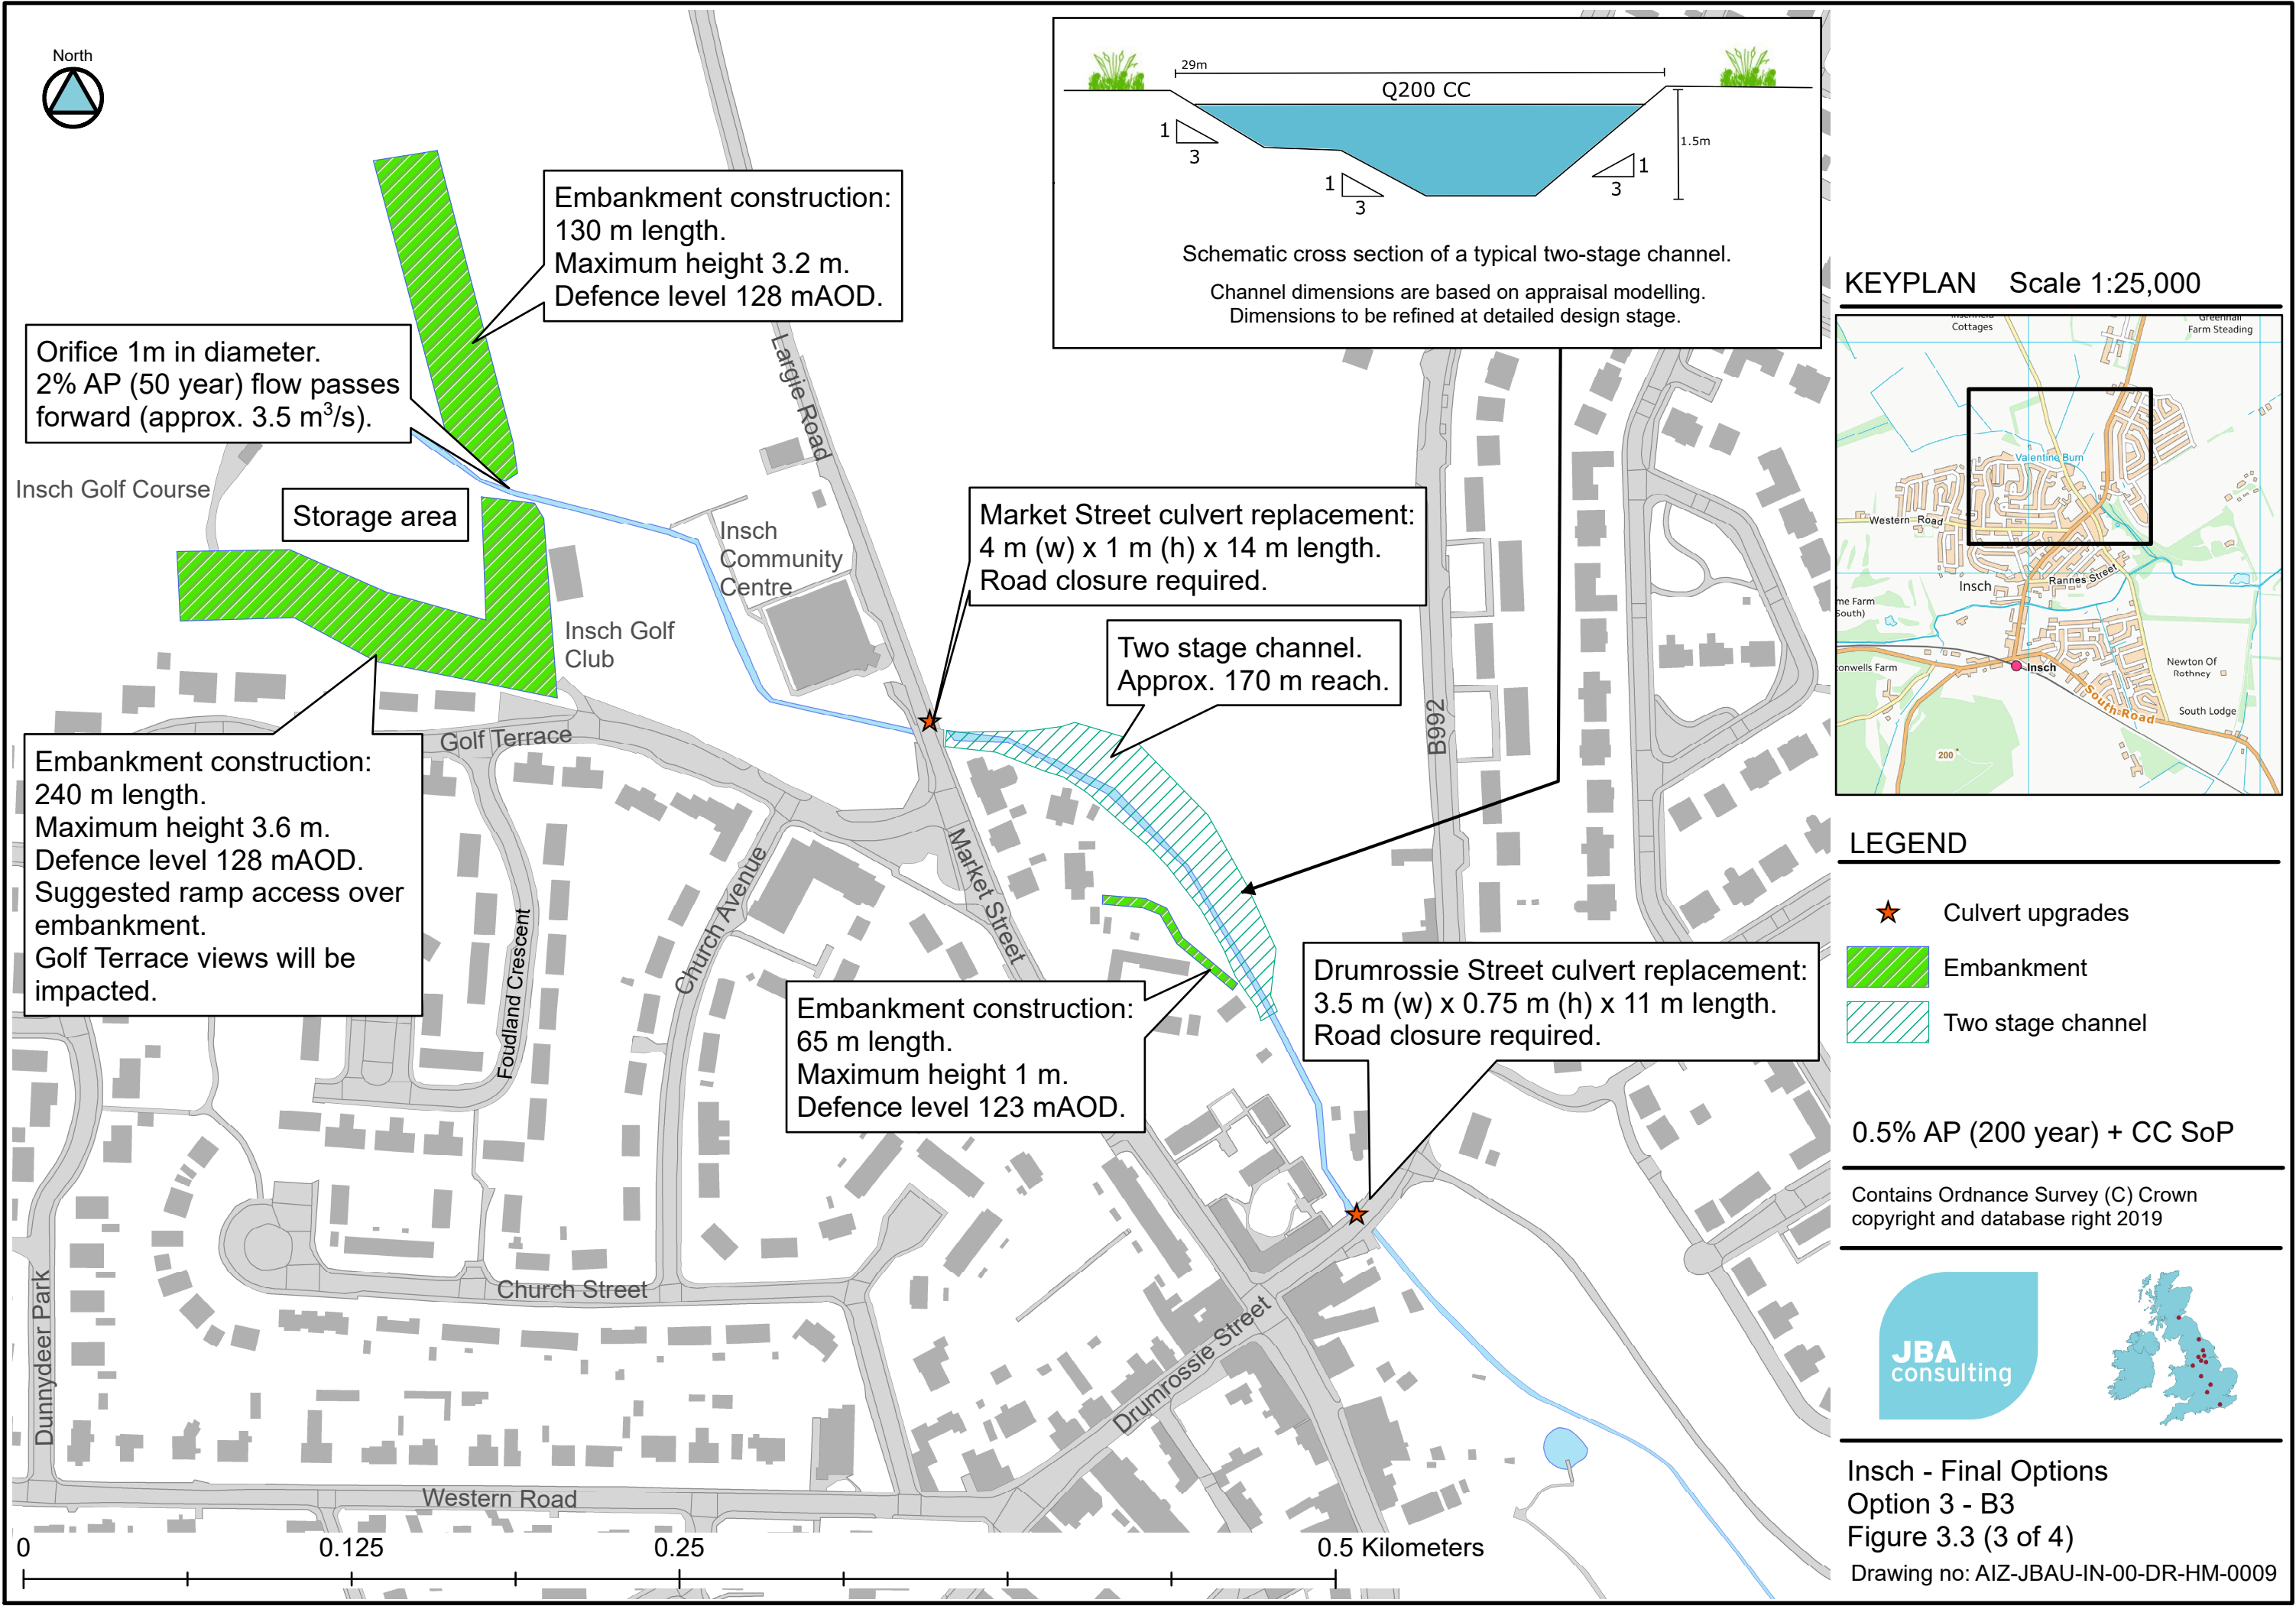 North
29m
Q200 CC
1
3
1
3
1
3
1.5m
Schematic cross section of a typical two-stage channel.
Channel dimensions are based on appraisal modelling.
Dimensions to be refined at detailed design stage.
Embankment construction:
130 m length.
Maximum height 3.2 m.
Defence level 128 mAOD.
Orifice 1m in diameter.
2% AP (50 year) flow passes
forward (approx. 3.5 m³/s).
Largie Road
Insch Golf Course
Storage area
Insch
Community
Centre
Market Street culvert replacement:
4 m (w) x 1 m (h) x 14 m length.
Road closure required.
Insch Golf
Club
Two stage channel.
Approx. 170 m reach.
B992
Golf Terrace
Embankment construction:
240 m length.
Maximum height 3.6 m.
Defence level 128 mAOD.
Suggested ramp access over
embankment.
Golf Terrace views will be
impacted.
Foudland Crescent
Church Avenue
Market Street
Embankment construction:
65 m length.
Maximum height 1 m.
Defence level 123 mAOD.
Drumrossie Street culvert replacement:
3.5 m (w) x 0.75 m (h) x 11 m length.
Road closure required.
Dunnydeer Park
Church Street
Drumrossie Street
Western Road
0
0.125
0.25
0.5 Kilometers
KEYPLAN Scale 1:25,000
Cottages
Greenhall
Farm Steading
Valentine Burn
Western Road
Insch
Rannes Street
me Farm
South)
onwells Farm
Insch
Newton Of
Rothney
South Road
South Lodge
200
LEGEND
Culvert upgrades
Embankment
Two stage channel
0.5% AP (200 year) + CC SoP
Contains Ordnance Survey (C) Crown
copyright and database right 2019
JBA
consulting
Insch - Final Options
Option 3 - B3
Figure 3.3 (3 of 4)
Drawing no: AIZ-JBAU-IN-00-DR-HM-0009